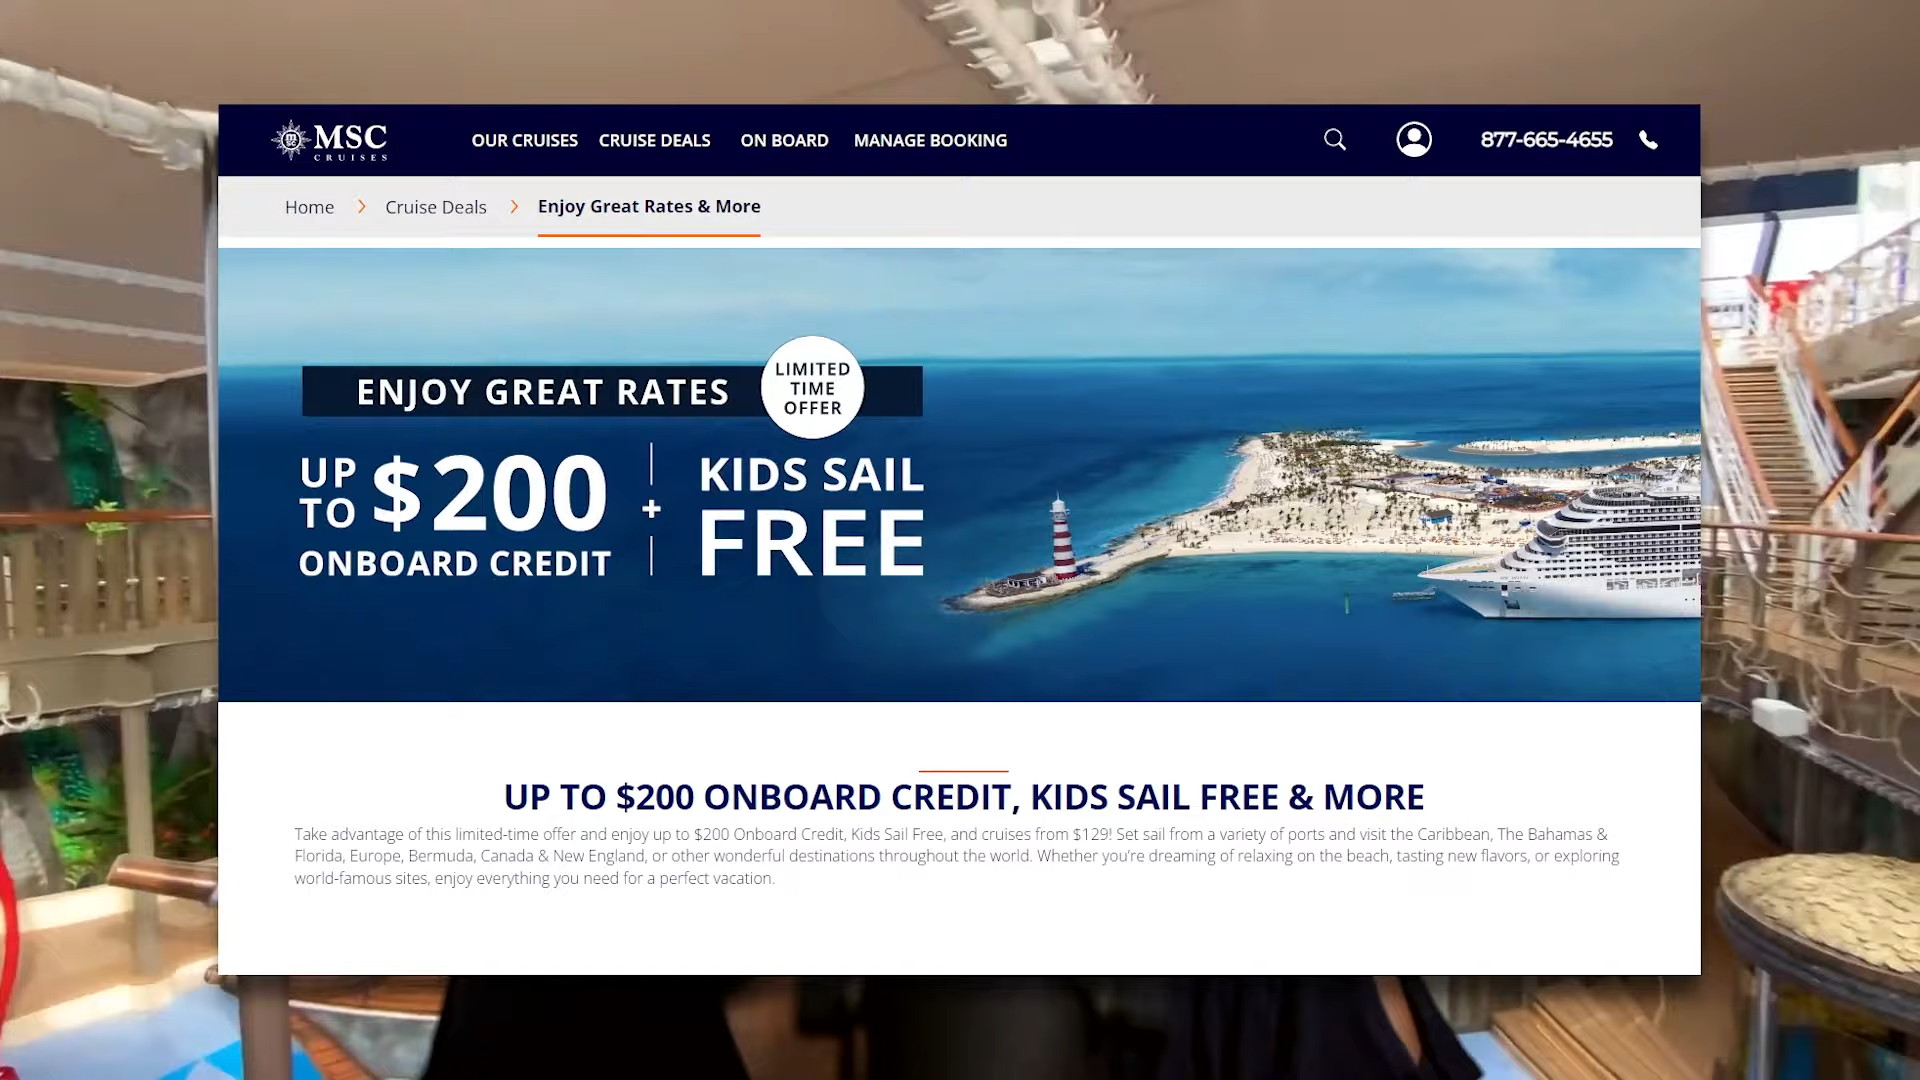 MSC
CRUISES
OUR CRUISES CRUISE DEALS ON BOARD MANAGE BOOKING
877-665-4655
Home > Cruise Deals > Enjoy Great Rates & More
ENJOY GREAT RATES
LIMITED
TIME
OFFER
UP
TO $200
ONBOARD CREDIT
+
KIDS SAIL
FREE
UP TO $200 ONBOARD CREDIT, KIDS SAIL FREE & MORE
Take advantage of this limited-time offer and enjoy up to $200 Onboard Credit, Kids Sail Free, and cruises from $129! Set sail from a variety of ports and visit the Caribbean, The Bahamas &
Florida, Europe, Bermuda, Canada & New England, or other wonderful destinations throughout the world. Whether you’re dreaming of relaxing on the beach, tasting new flavors, or exploring
world-famous sites, enjoy everything you need for a perfect vacation.